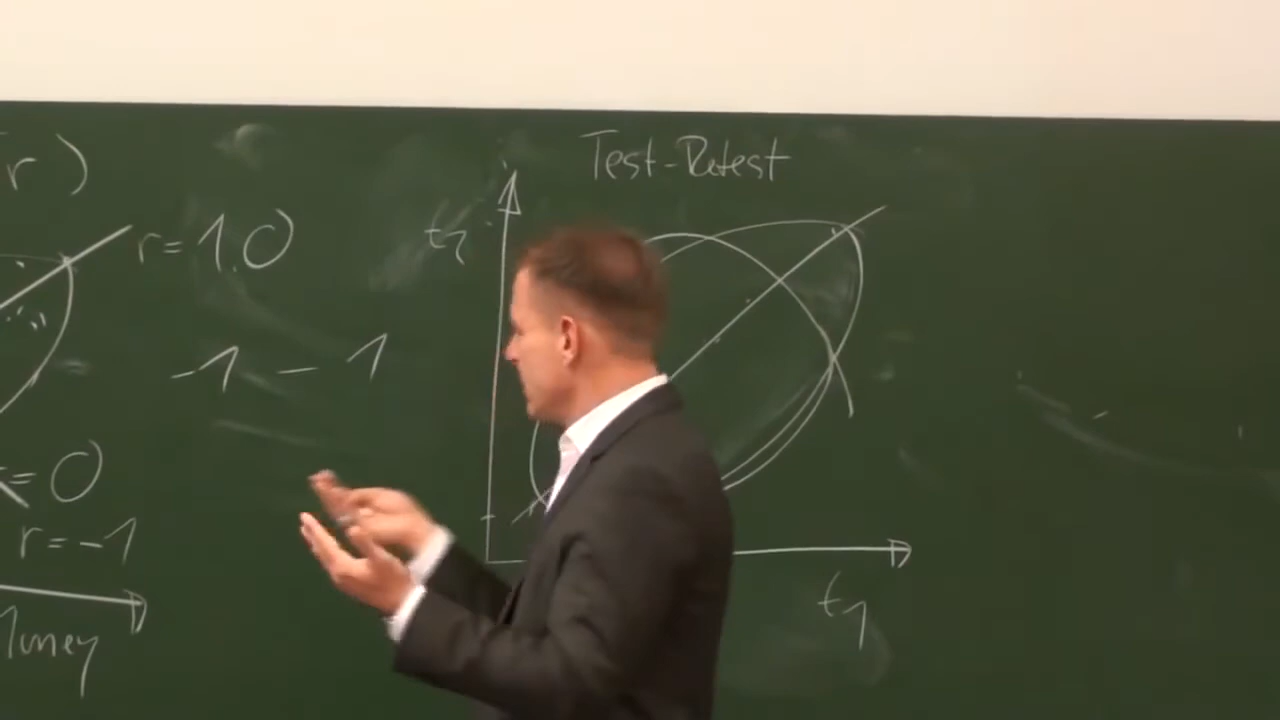 r)
r=1.0
-1 - 1
r=0
r=-1
Money
Test-Retest
t2
t1